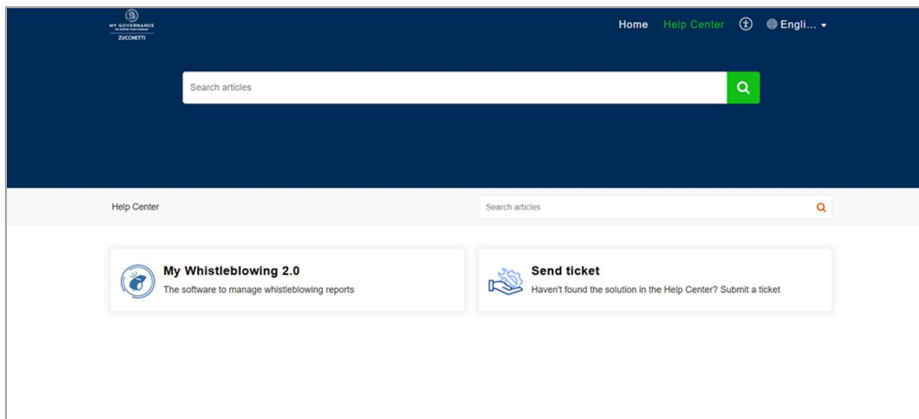 MY GOVERNANCE
ZUCCHETTI
Home Help Center Engli...
Search articles
Help Center
Search articles
My Whistleblowing 2.0
The software to manage whistleblowing reports
Send ticket
Haven't found the solution in the Help Center? Submit a ticket